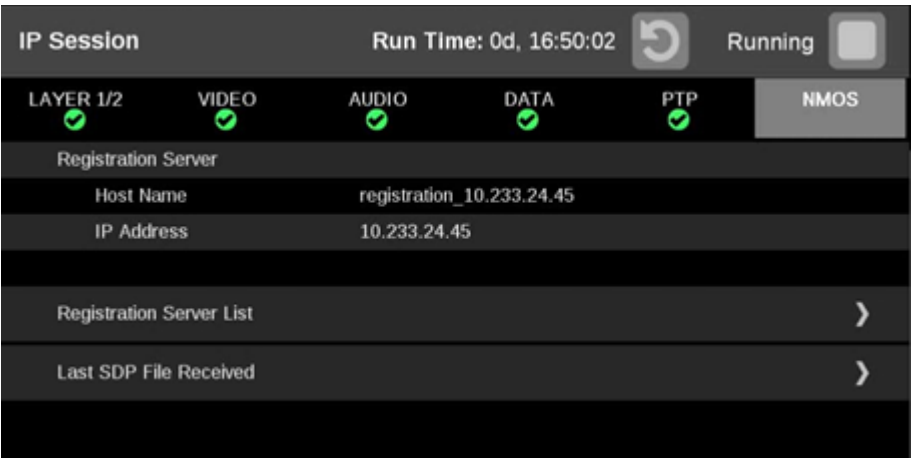 IP Session Run Time: 0d, 16:50:02 Running
LAYER 1/2 VIDEO AUDIO DATA PTP NMOS
Registration Server
Host Name registration_10.233.24.45
IP Address 10.233.24.45
Registration Server List
Last SDP File Received